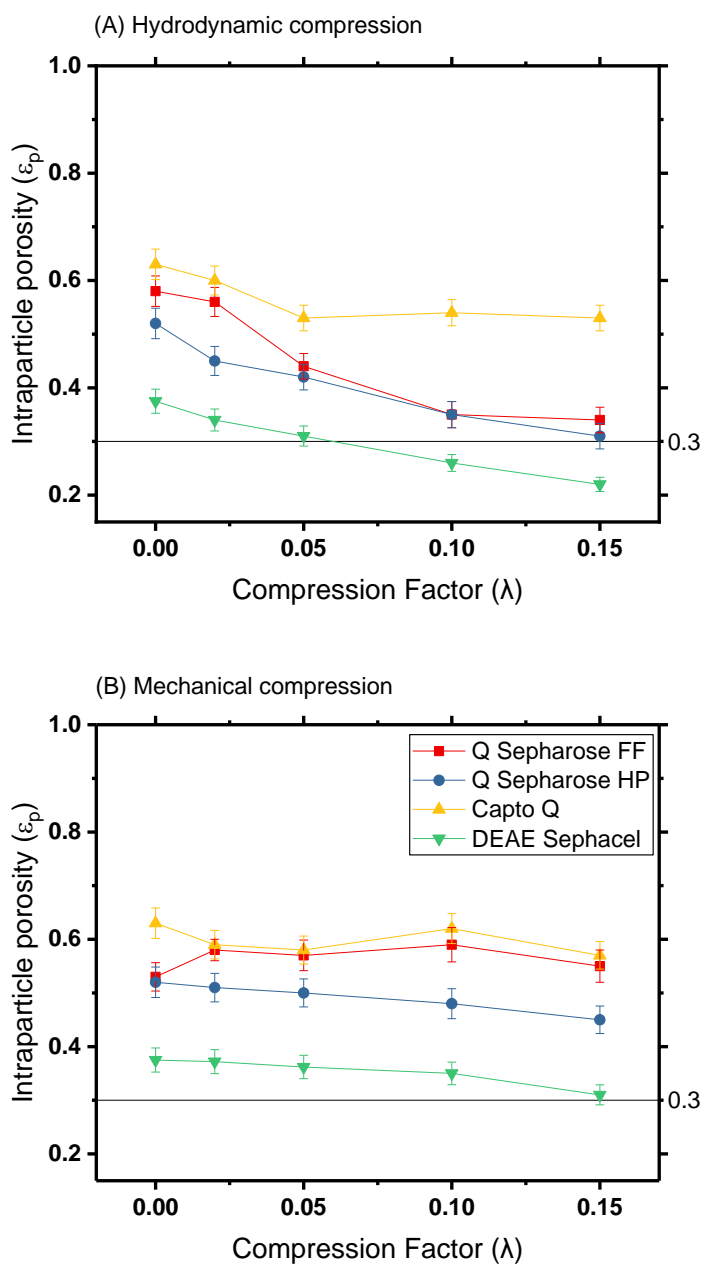 (A) Hydrodynamic compression
1.0
0.8
0.6
0.4
0.2
0.3
Intraparticle porosity (εp)
0.00 0.05 0.10 0.15
Compression Factor (λ)
(B) Mechanical compression
1.0
0.8
0.6
0.4
0.2
0.3
Intraparticle porosity (εp)
Q Sepharose FF
Q Sepharose HP
Capto Q
DEAE Sephacel
0.00 0.05 0.10 0.15
Compression Factor (λ)